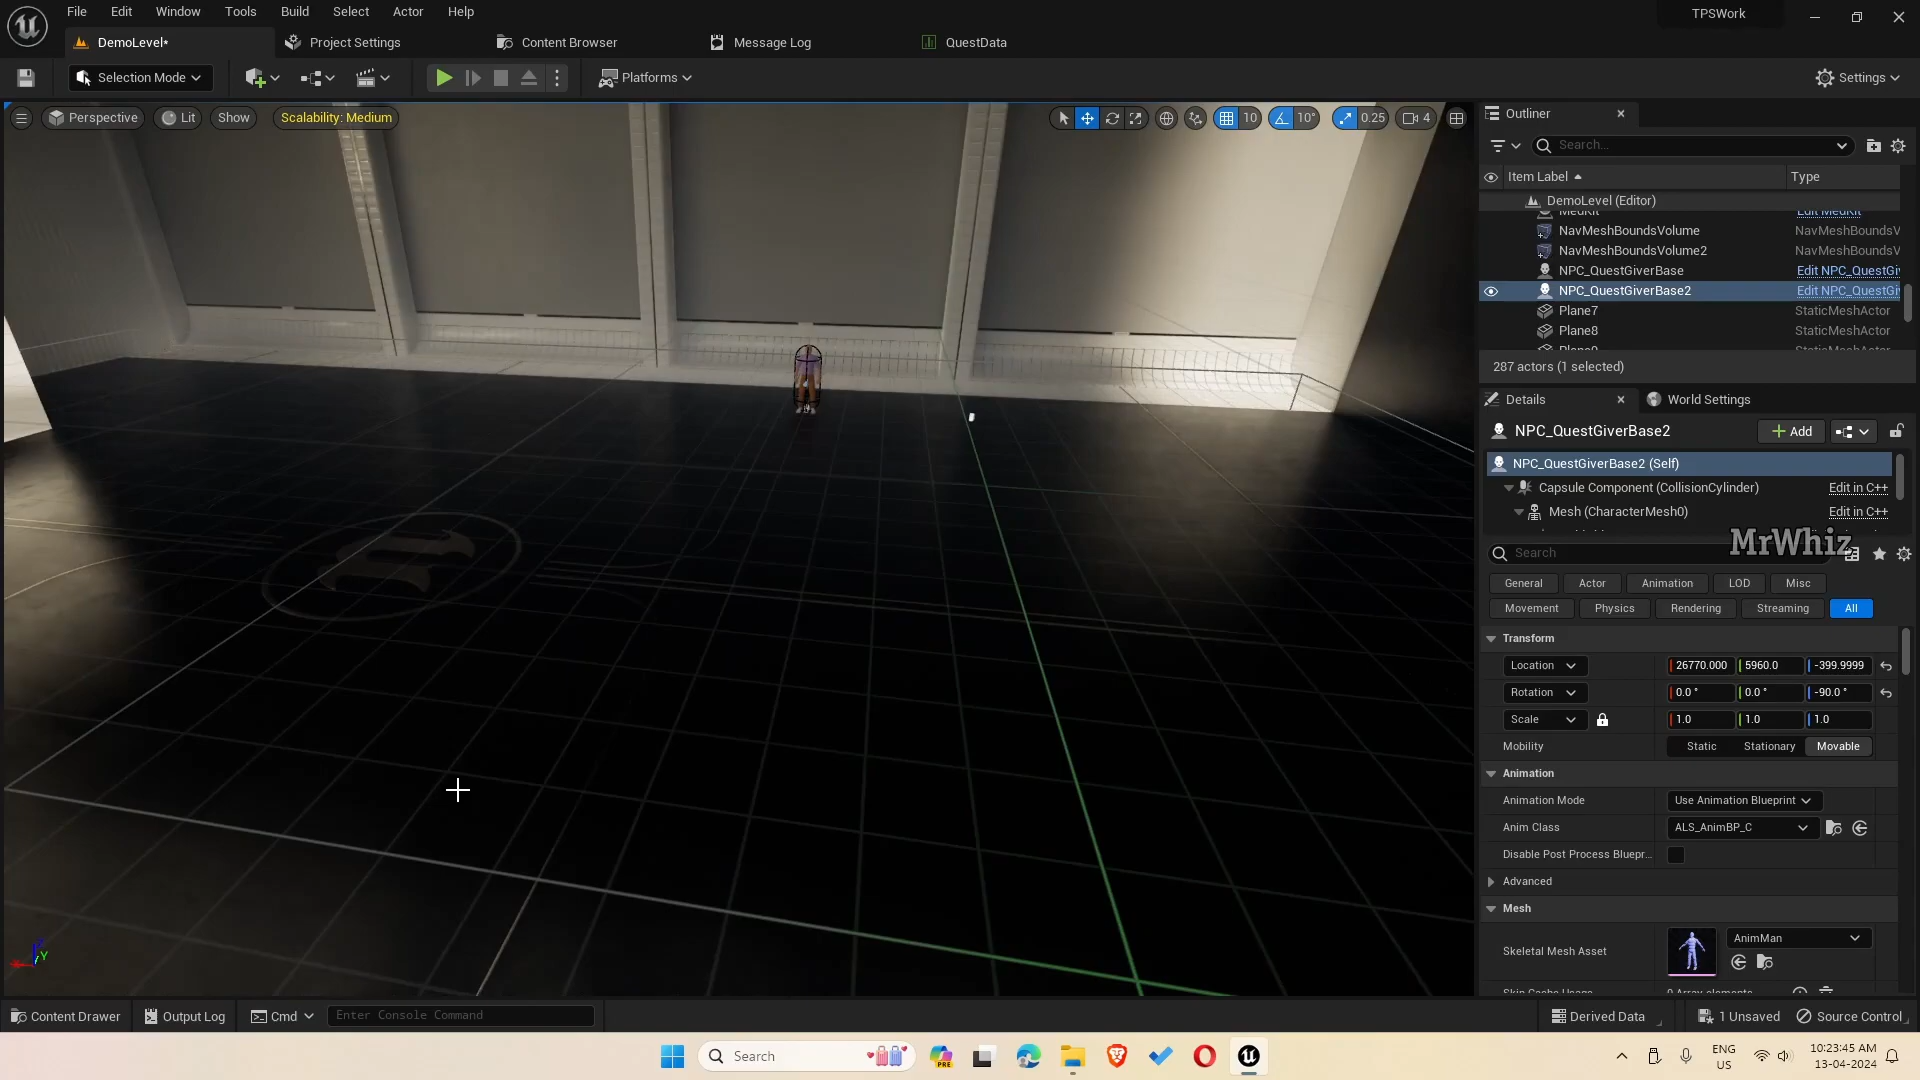 File Edit Window Tools Build Select Actor Help
TPSWork
DemoLevel*
Project Settings
Content Browser
Message Log
QuestData
Selection Mode
Platforms
Settings
Perspective
Lit
Show
Scalability: Medium
10
10°
0.25
4
Outliner
Search...
Item Label
Type
DemoLevel (Editor)
MedKit
Edit MedKit
NavMeshBoundsVolume
NavMeshBoundsV
NavMeshBoundsVolume2
NavMeshBoundsV
NPC_QuestGiverBase
Edit NPC_QuestGi
NPC_QuestGiverBase2
Edit NPC_QuestGi
Plane7
StaticMeshActor
Plane8
StaticMeshActor
287 actors (1 selected)
Details
World Settings
NPC_QuestGiverBase2
Add
NPC_QuestGiverBase2 (Self)
Capsule Component (CollisionCylinder)
Edit in C++
Mesh (CharacterMesh0)
Edit in C++
MrWhiz
Search
General Actor Animation LOD Misc
Movement Physics Rendering Streaming All
Transform
Location 26770.000 5960.0 -399.9999
Rotation 0.0 ° 0.0 ° -90.0 °
Scale 1.0 1.0 1.0
Mobility Static Stationary Movable
Animation
Animation Mode Use Animation Blueprint
Anim Class ALS_AnimBP_C
Disable Post Process Bluepr...
Advanced
Mesh
Skeletal Mesh Asset AnimMan
Skin Cache Usage 0 Array elements
Y
Content Drawer
Output Log
Cmd
Enter Console Command
Derived Data
1 Unsaved
Source Control
Search
PRE
ENG
US
10:23:45 AM
13-04-2024